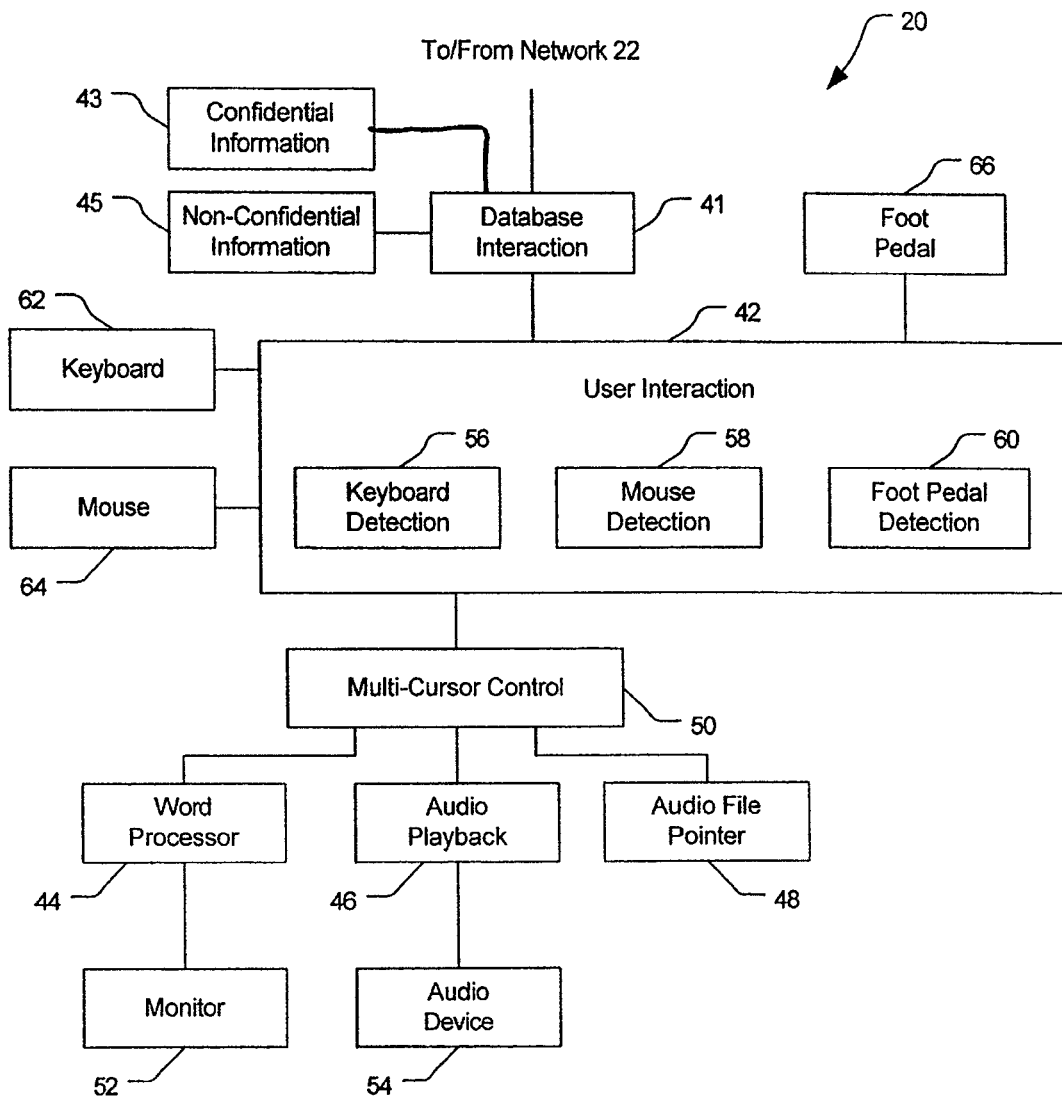 20
To/From Network 22
43
Confidential
Information
66
45
Non-Confidential
Information
Database
Interaction
41
Foot
Pedal
62
42
Keyboard
User Interaction
56
58
60
Mouse
Keyboard
Detection
Mouse
Detection
Foot Pedal
Detection
64
Multi-Cursor Control
50
Word
Processor
Audio
Playback
Audio File
Pointer
44
46
48
Monitor
Audio
Device
52
54